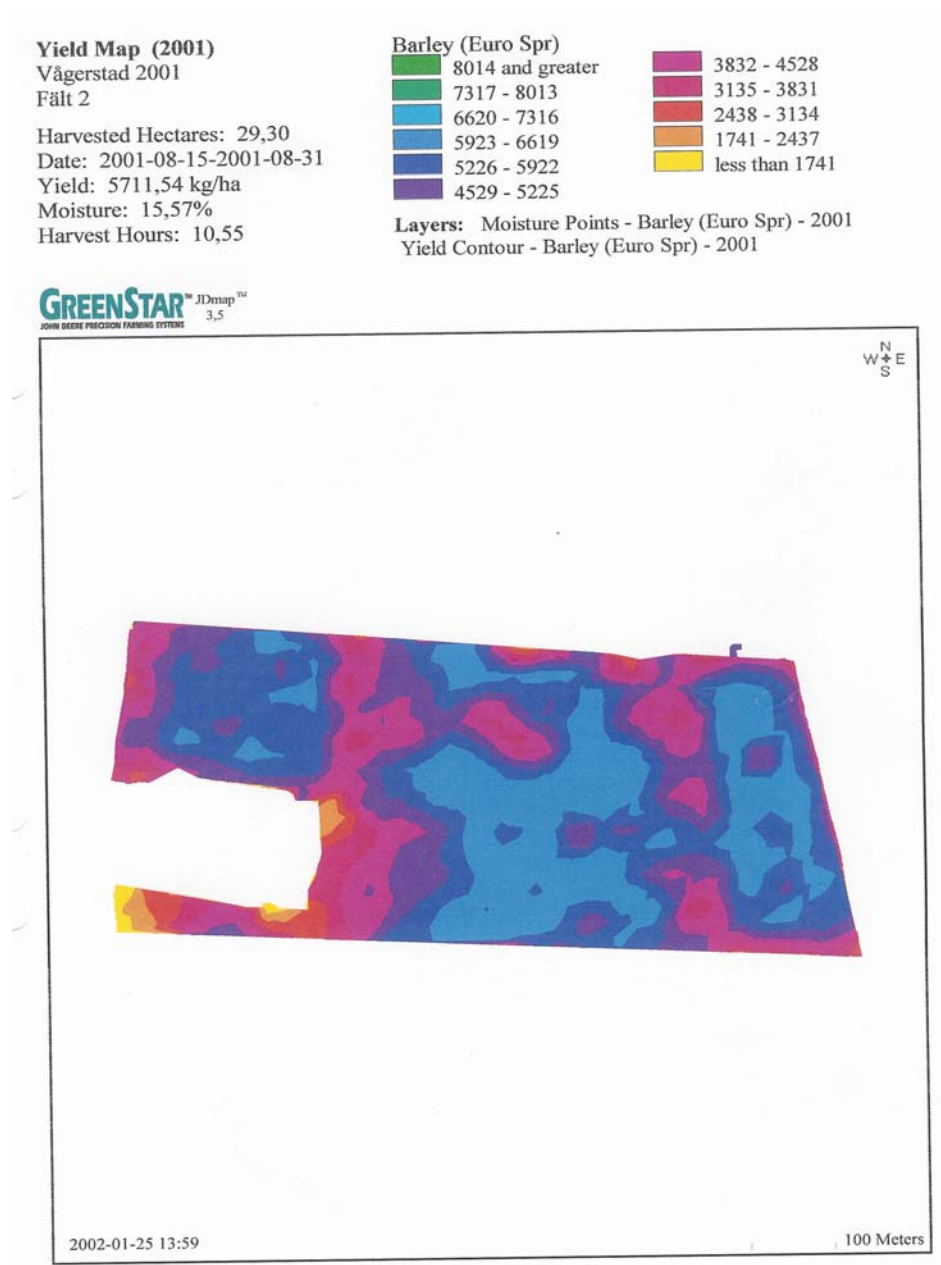 Yield Map (2001)
Vågerstad 2001
Fält 2
Harvested Hectares: 29,30
Date: 2001-08-15-2001-08-31
Yield: 5711,54 kg/ha
Moisture: 15,57%
Harvest Hours: 10,55
Barley (Euro Spr)
8014 and greater
7317 - 8013
6620 - 7316
5923 - 6619
5226 - 5922
4529 - 5225
3832 - 4528
3135 - 3831
2438 - 3134
1741 - 2437
less than 1741
Layers: Moisture Points - Barley (Euro Spr) - 2001
Yield Contour - Barley (Euro Spr) - 2001
GREENSTAR™ JDmap™
3,5
JOHN DEERE PRECISION FARMING SYSTEMS
N
W E
S
2002-01-25 13:59
100 Meters